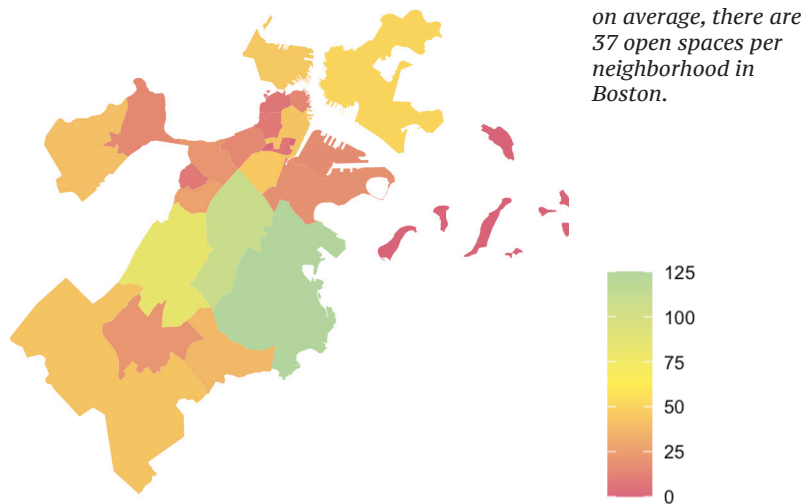 on average, there are
37 open spaces per
neighborhood in
Boston.
125
100
75
50
25
0